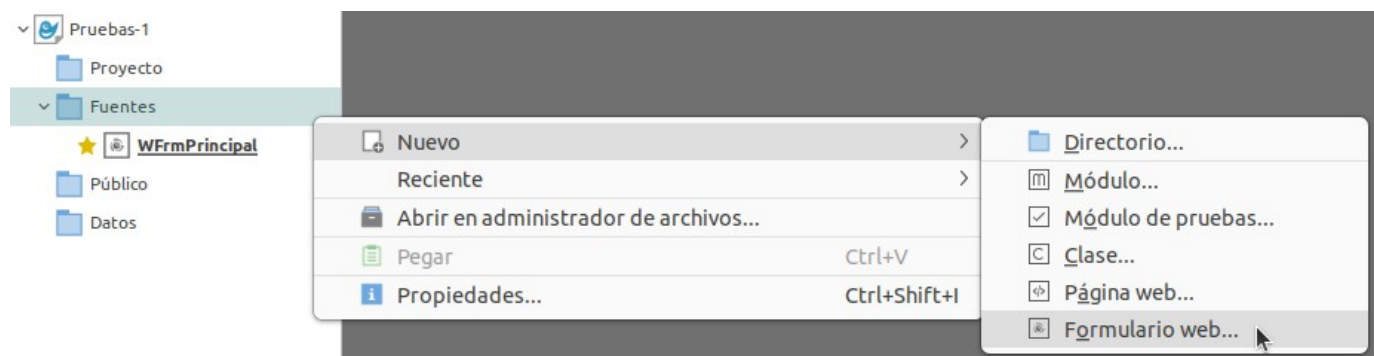 Pruebas-1
Proyecto
Fuentes
WFrmPrincipal
Público
Datos
Nuevo
Reciente
Abrir en administrador de archivos...
Pegar Ctrl+V
Propiedades... Ctrl+Shift+I
Directorio...
Módulo...
Módulo de pruebas...
Clase...
Página web...
Formulario web...